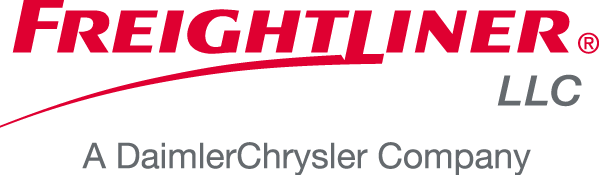 FREIGHTLINER®
LLC
A DaimlerChrysler Company